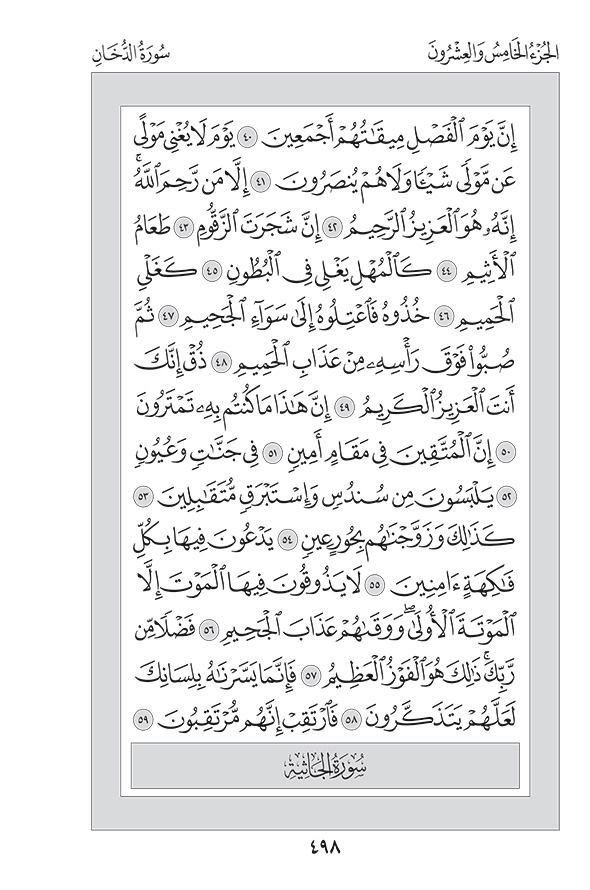 الجُزْءُ الخَامِسُ وَالعِشْرُونَ سُورَةُ الدُّخَانِ
إِنَّ يَوْمَ ٱلْفَصْلِ مِيقَٰتُهُمْ أَجْمَعِينَ ٤٠ يَوْمَ لَا يُغْنِى مَوْلًى
عَن مَّوْلًى شَيْـًٔا وَلَا هُمْ يُنصَرُونَ ٤١ إِلَّا مَن رَّحِمَ ٱللَّهُۚ
إِنَّهُۥ هُوَ ٱلْعَزِيزُ ٱلرَّحِيمُ ٤٢ إِنَّ شَجَرَتَ ٱلزَّقُّومِ ٤٣ طَعَامُ
ٱلْأَثِيمِ ٤٤ كَٱلْمُهْلِ يَغْلِى فِى ٱلْبُطُونِ ٤٥ كَغَلْىِ
ٱلْحَمِيمِ ٤٦ خُذُوهُ فَٱعْتِلُوهُ إِلَىٰ سَوَآءِ ٱلْجَحِيمِ ٤٧ ثُمَّ
صُبُّوا۟ فَوْقَ رَأْسِهِۦ مِنْ عَذَابِ ٱلْحَمِيمِ ٤٨ ذُقْ إِنَّكَ
أَنتَ ٱلْعَزِيزُ ٱلْكَرِيمُ ٤٩ إِنَّ هَٰذَا مَا كُنتُم بِهِۦ تَمْتَرُونَ
٥٠ إِنَّ ٱلْمُتَّقِينَ فِى مَقَامٍ أَمِينٍ ٥١ فِى جَنَّٰتٍ وَعُيُونٍ
٥٢ يَلْبَسُونَ مِن سُندُسٍ وَإِسْتَبْرَقٍ مُّتَقَٰبِلِينَ ٥٣
كَذَٰلِكَ وَزَوَّجْنَٰهُم بِحُورٍ عِينٍ ٥٤ يَدْعُونَ فِيهَا بِكُلِّ
فَٰكِهَةٍ ءَامِنِينَ ٥٥ لَا يَذُوقُونَ فِيهَا ٱلْمَوْتَ إِلَّا
ٱلْمَوْتَةَ ٱلْأُولَىٰۖ وَوَقَىٰهُمْ عَذَابَ ٱلْجَحِيمِ ٥٦ فَضْلًا مِّن
رَّبِّكَۚ ذَٰلِكَ هُوَ ٱلْفَوْزُ ٱلْعَظِيمُ ٥٧ فَإِنَّمَا يَسَّرْنَٰهُ بِلِسَانِكَ
لَعَلَّهُمْ يَتَذَكَّرُونَ ٥٨ فَٱرْتَقِبْ إِنَّهُم مُّرْتَقِبُونَ ٥٩
سُورَةُ الجَاثِيَةِ
٤٩٨